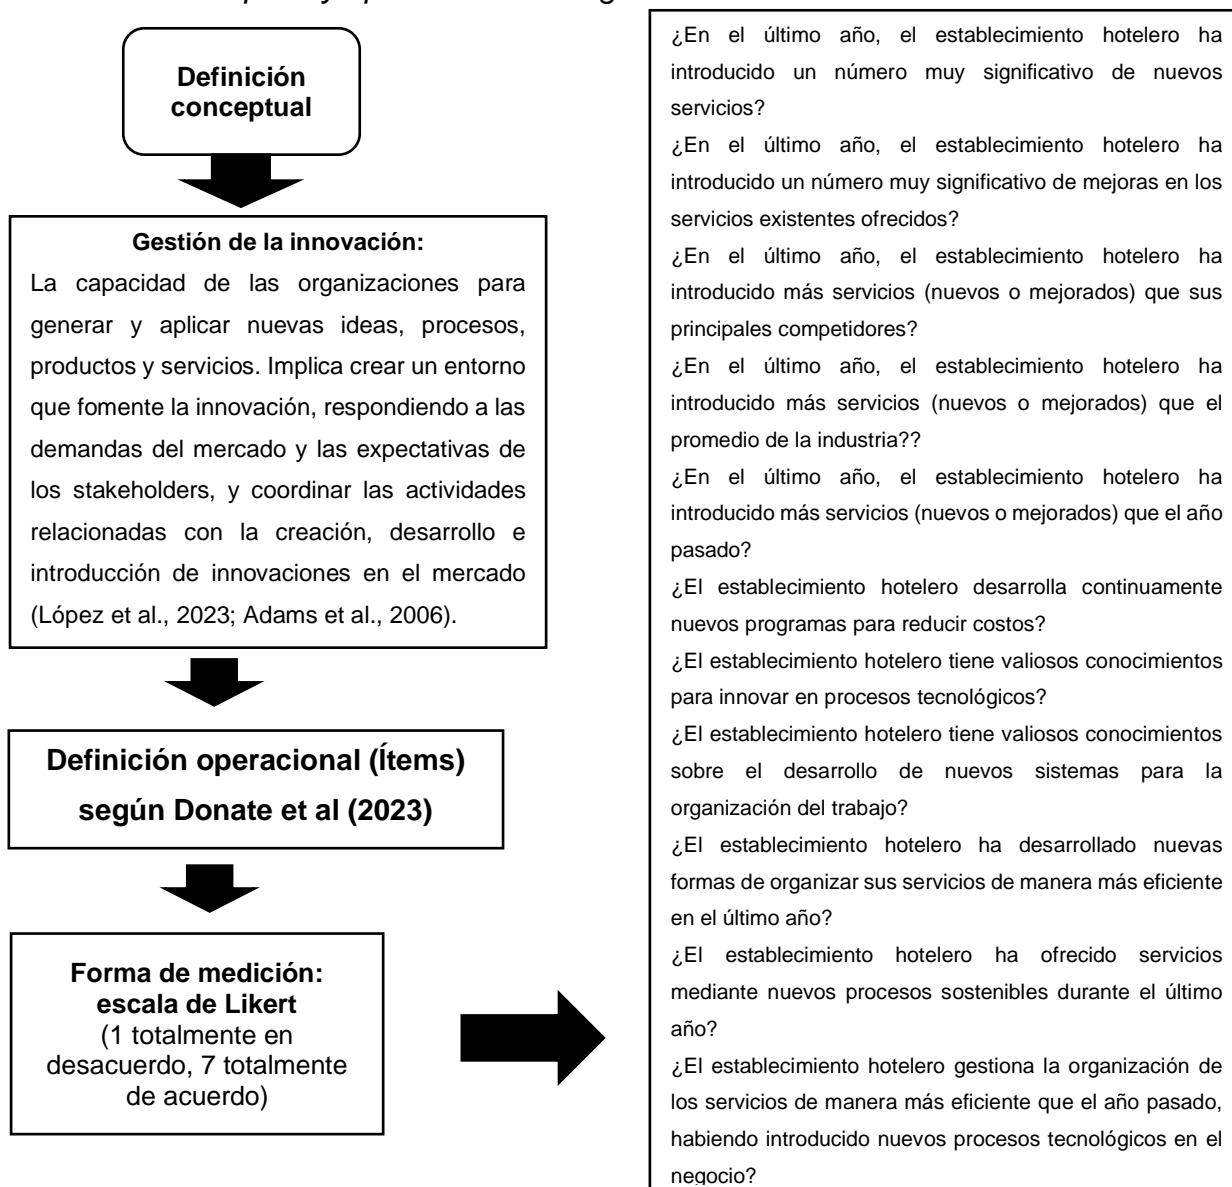 Definición
conceptual
Gestión de la innovación:
La capacidad de las organizaciones para
generar y aplicar nuevas ideas, procesos,
productos y servicios. Implica crear un entorno
que fomente la innovación, respondiendo a las
demandas del mercado y las expectativas de
los stakeholders, y coordinar las actividades
relacionadas con la creación, desarrollo e
introducción de innovaciones en el mercado
(López et al., 2023; Adams et al., 2006).
Definición operacional (Ítems)
según Donate et al (2023)
Forma de medición:
escala de Likert
(1 totalmente en
desacuerdo, 7 totalmente
de acuerdo)
¿En el último año, el establecimiento hotelero ha
introducido un número muy significativo de nuevos
servicios?
¿En el último año, el establecimiento hotelero ha
introducido un número muy significativo de mejoras en los
servicios existentes ofrecidos?
¿En el último año, el establecimiento hotelero ha
introducido más servicios (nuevos o mejorados) que sus
principales competidores?
¿En el último año, el establecimiento hotelero ha
introducido más servicios (nuevos o mejorados) que el
promedio de la industria??
¿En el último año, el establecimiento hotelero ha
introducido más servicios (nuevos o mejorados) que el año
pasado?
¿El establecimiento hotelero desarrolla continuamente
nuevos programas para reducir costos?
¿El establecimiento hotelero tiene valiosos conocimientos
para innovar en procesos tecnológicos?
¿El establecimiento hotelero tiene valiosos conocimientos
sobre el desarrollo de nuevos sistemas para la
organización del trabajo?
¿El establecimiento hotelero ha desarrollado nuevas
formas de organizar sus servicios de manera más eficiente
en el último año?
¿El establecimiento hotelero ha ofrecido servicios
mediante nuevos procesos sostenibles durante el último
año?
¿El establecimiento hotelero gestiona la organización de
los servicios de manera más eficiente que el año pasado,
habiendo introducido nuevos procesos tecnológicos en el
negocio?